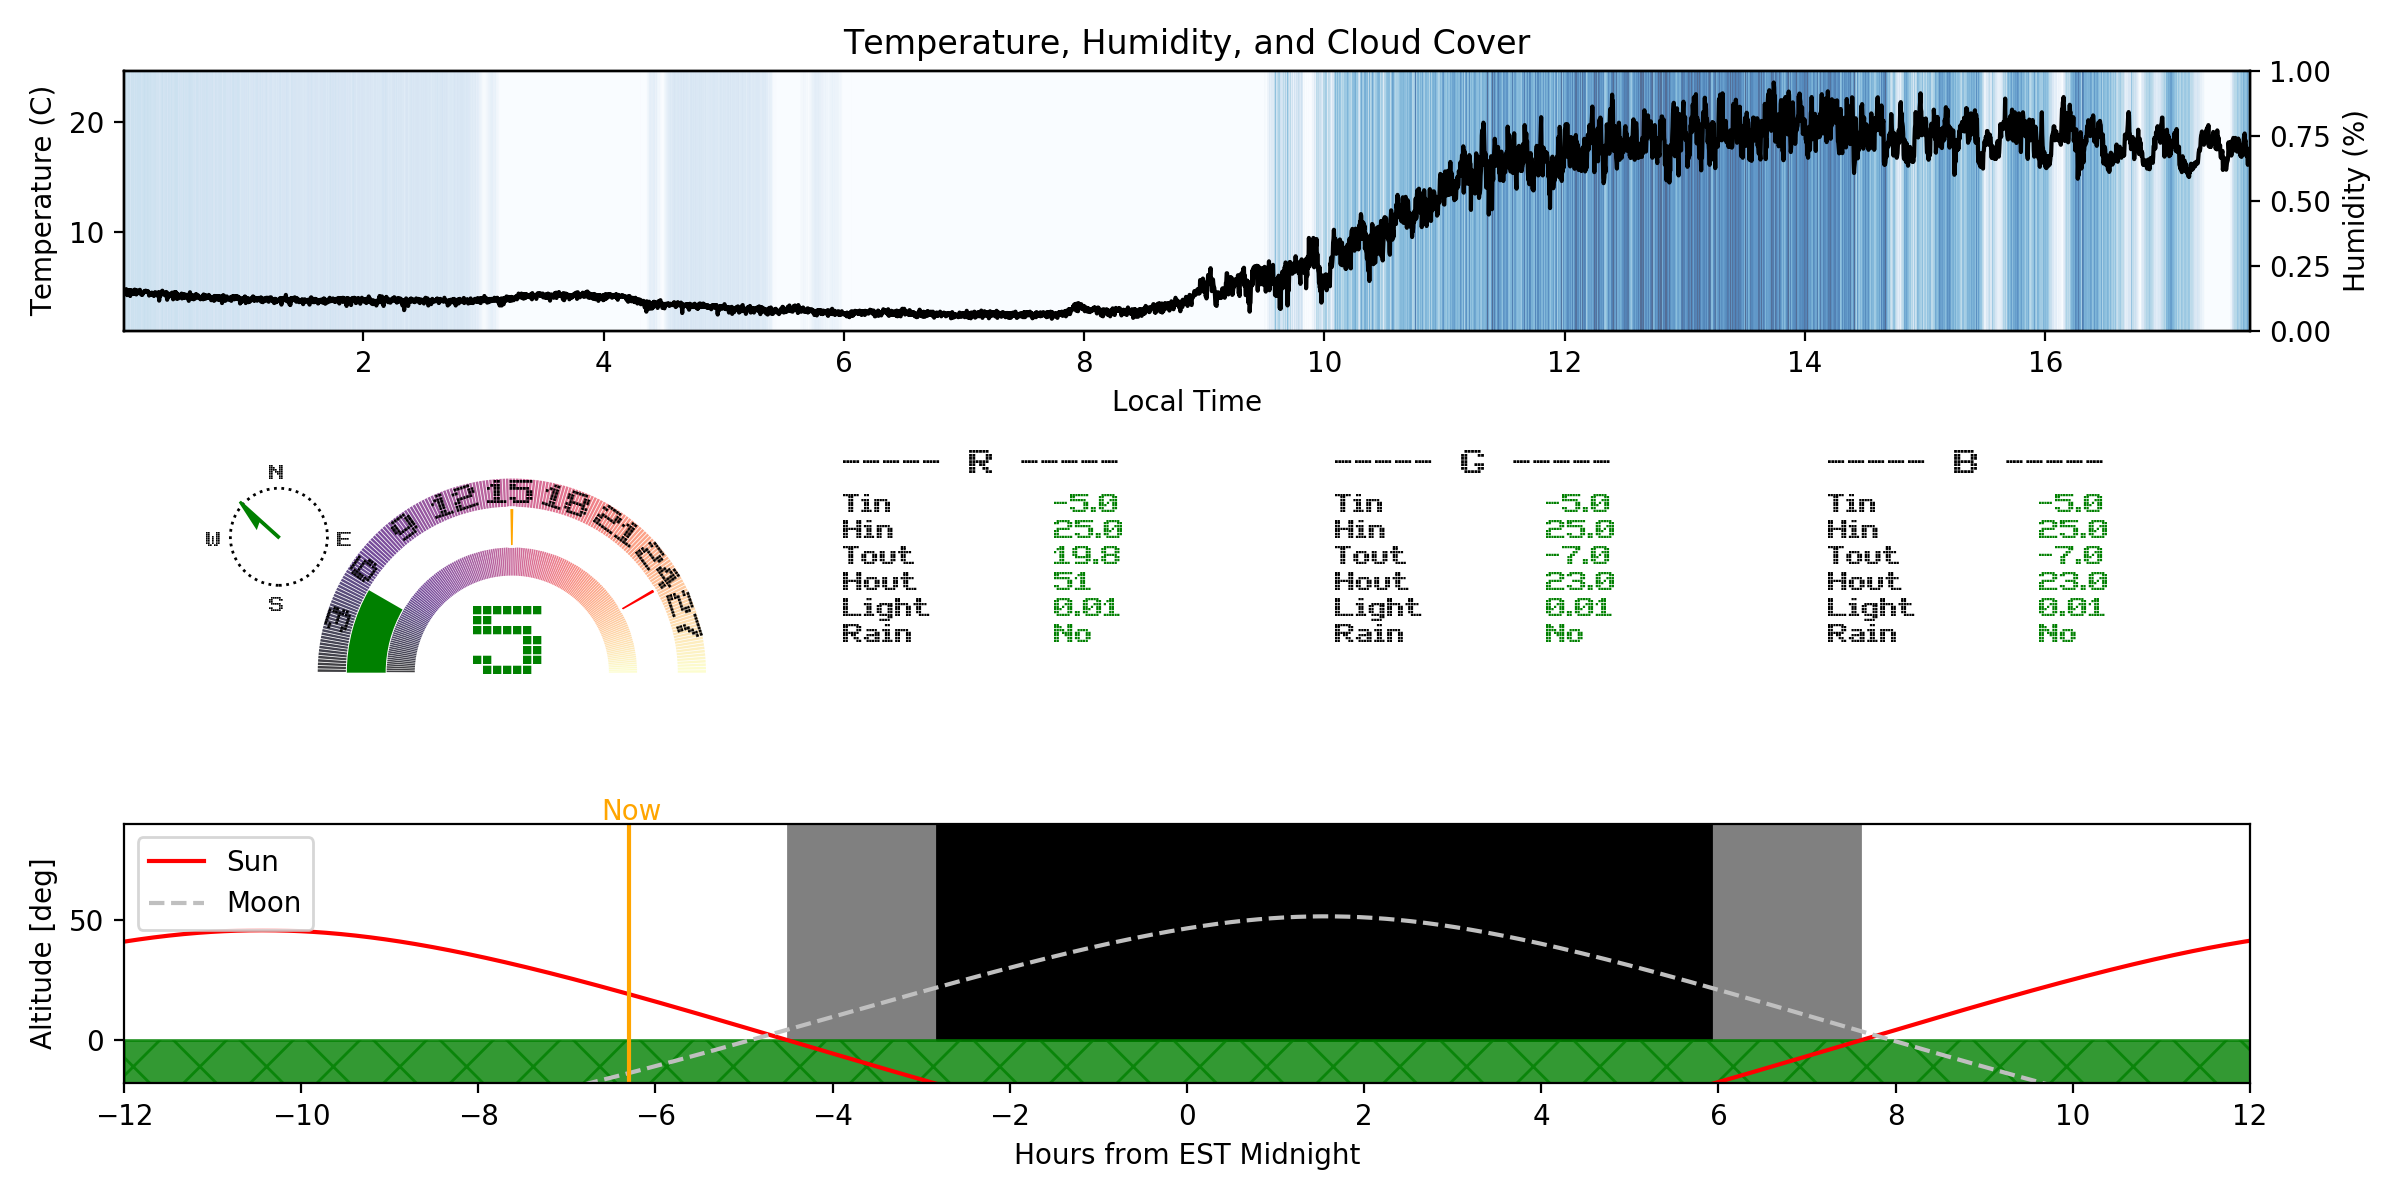 Temperature, Humidity, and Cloud Cover
Temperature (C)
20
10
1.00
0.75
0.50
0.25
0.00
Humidity (%)
2 4 6 8 10 12 14 16
Local Time
N
W E
S
3 6 9 12 15 18 21 24 27
5
----- R -----
Tin -5.0
Hin 25.0
Tout 19.8
Hout 51
Light 0.01
Rain No
----- G -----
Tin -5.0
Hin 25.0
Tout -7.0
Hout 23.0
Light 0.01
Rain No
----- B -----
Tin -5.0
Hin 25.0
Tout -7.0
Hout 23.0
Light 0.01
Rain No
Now
Sun
Moon
Altitude [deg]
50
0
−12 −10 −8 −6 −4 −2 0 2 4 6 8 10 12
Hours from EST Midnight